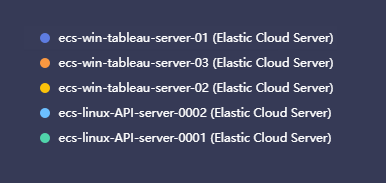 ecs-win-tableau-server-01 (Elastic Cloud Server)
ecs-win-tableau-server-03 (Elastic Cloud Server)
ecs-win-tableau-server-02 (Elastic Cloud Server)
ecs-linux-API-server-0002 (Elastic Cloud Server)
ecs-linux-API-server-0001 (Elastic Cloud Server)